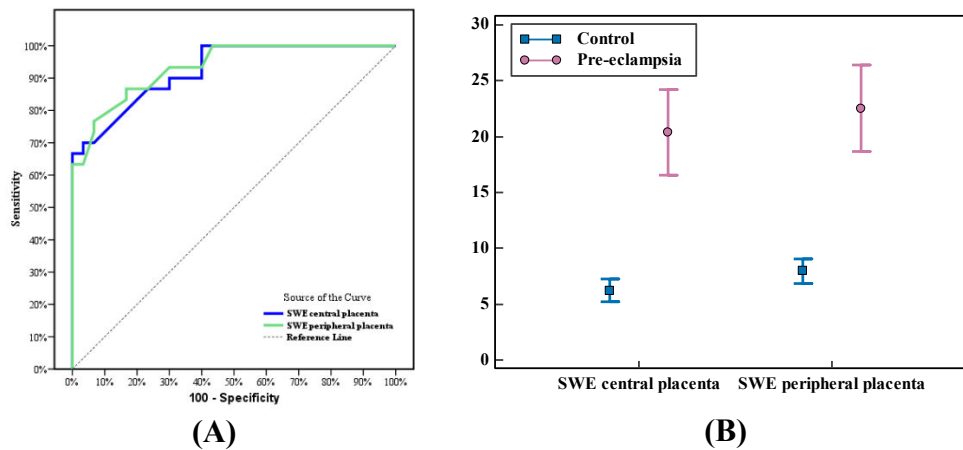 100%
90%
80%
70%
60%
50%
40%
30%
20%
10%
0%
Sensitivity
Source of the Curve
SWE central placenta
SWE peripheral placenta
Reference Line
0% 10% 20% 30% 40% 50% 60% 70% 80% 90% 100%
100 - Specificity
(A)
30
25
20
15
10
5
0
Control
Pre-eclampsia
SWE central placenta SWE peripheral placenta
(B)